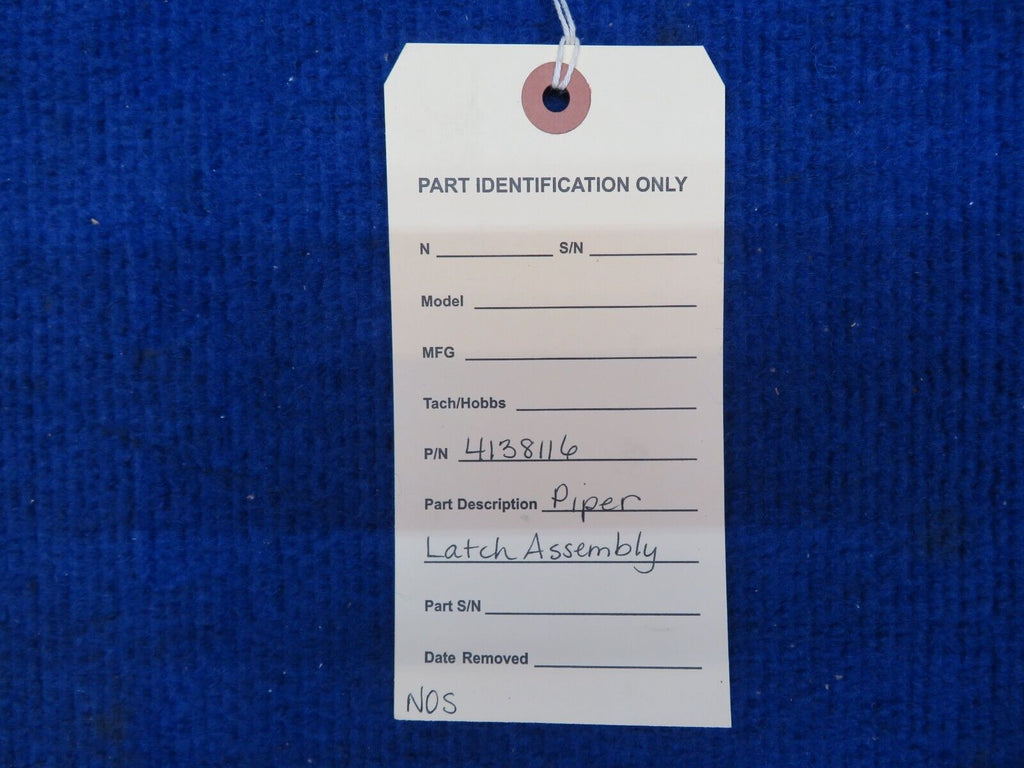 PART IDENTIFICATION ONLY
N S/N
Model
MFG
Tach/Hobbs
P/N 4138116
Part Description Piper
Latch Assembly
Part S/N
Date Removed
NOS